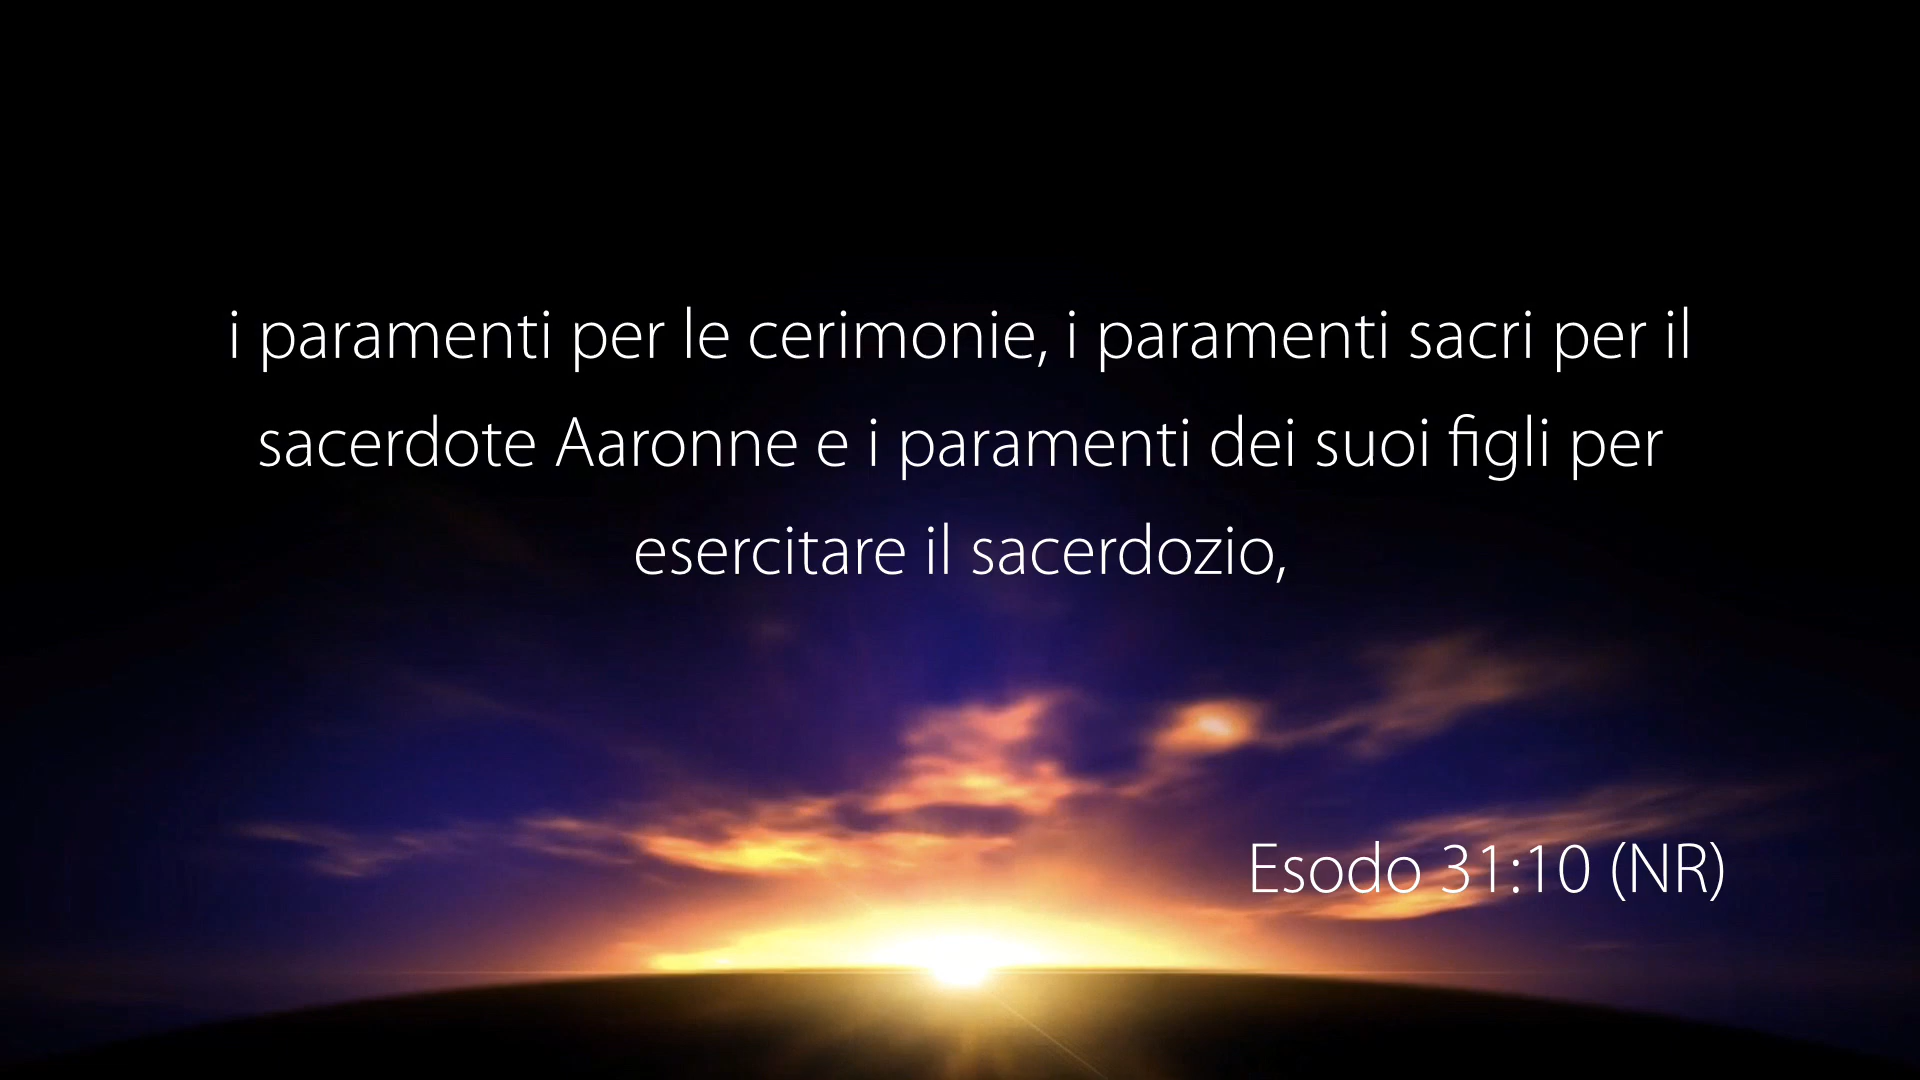 i paramenti per le cerimonie, i paramenti sacri per il
sacerdote Aaronne e i paramenti dei suoi figli per
esercitare il sacerdozio,
Esodo 31:10 (NR)